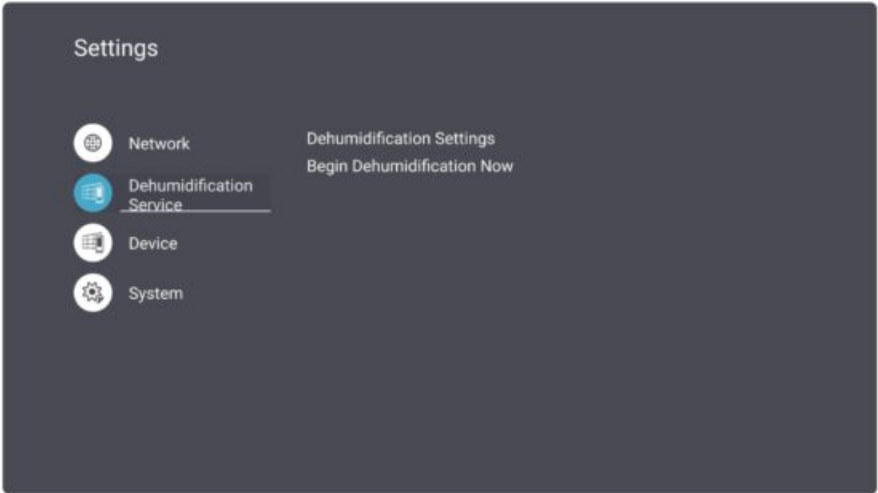 Settings
Network
Dehumidification
Service
Device
System
Dehumidification Settings
Begin Dehumidification Now